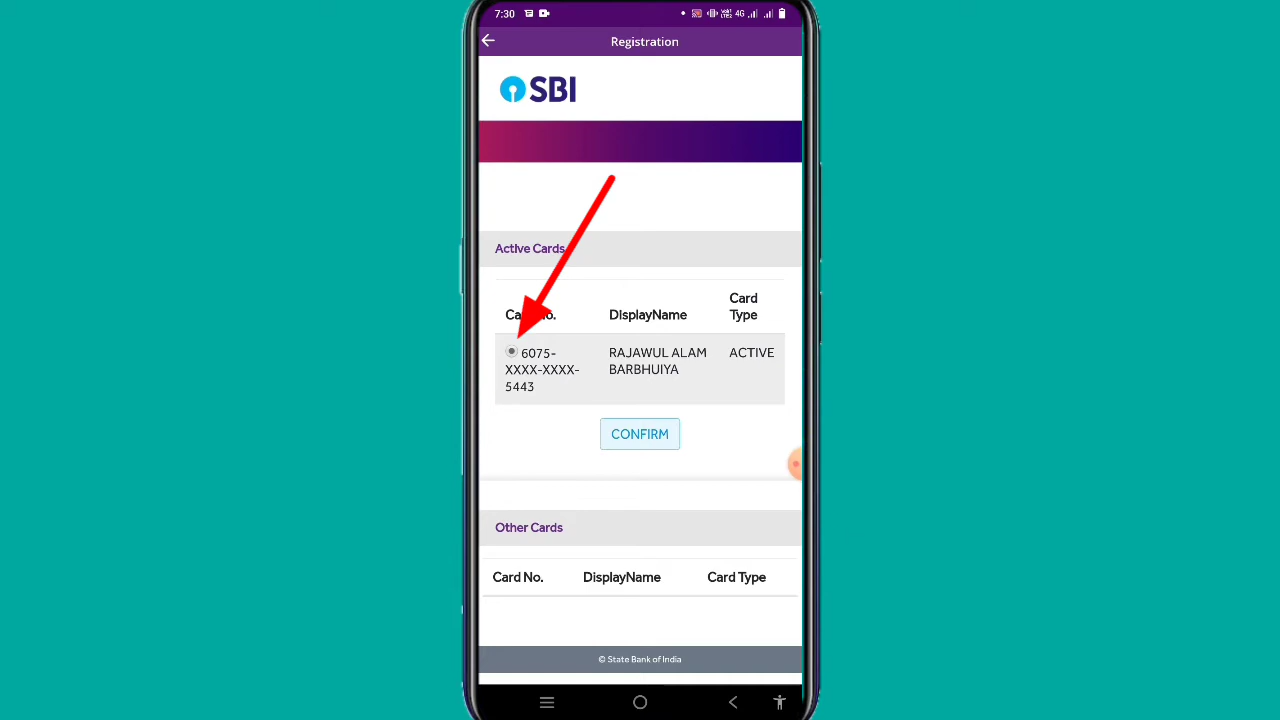 7:30 4G
Registration
SBI
Active Cards
Card No. DisplayName Card
Type
6075-
XXXX-XXXX-
5443
RAJAWUL ALAM
BARBHUIYA
ACTIVE
CONFIRM
Other Cards
Card No. DisplayName Card Type
© State Bank of India